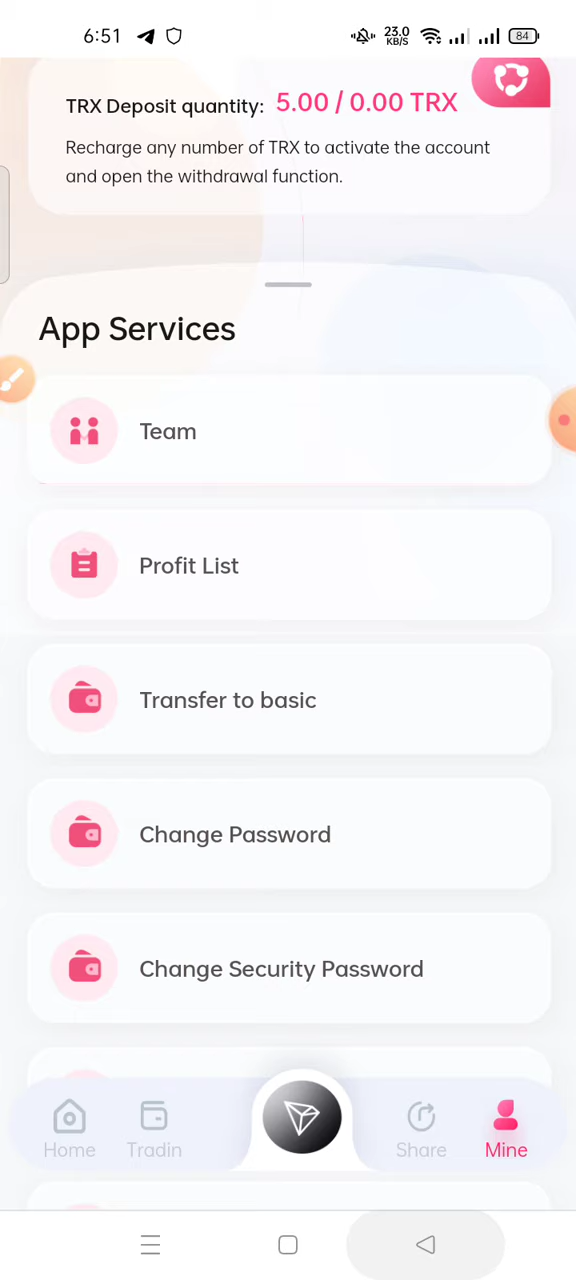 6:51
23.0
KB/S
84
TRX Deposit quantity: 5.00 / 0.00 TRX
Recharge any number of TRX to activate the account
and open the withdrawal function.
App Services
Team
Profit List
Transfer to basic
Change Password
Change Security Password
Home
Tradin
Share
Mine